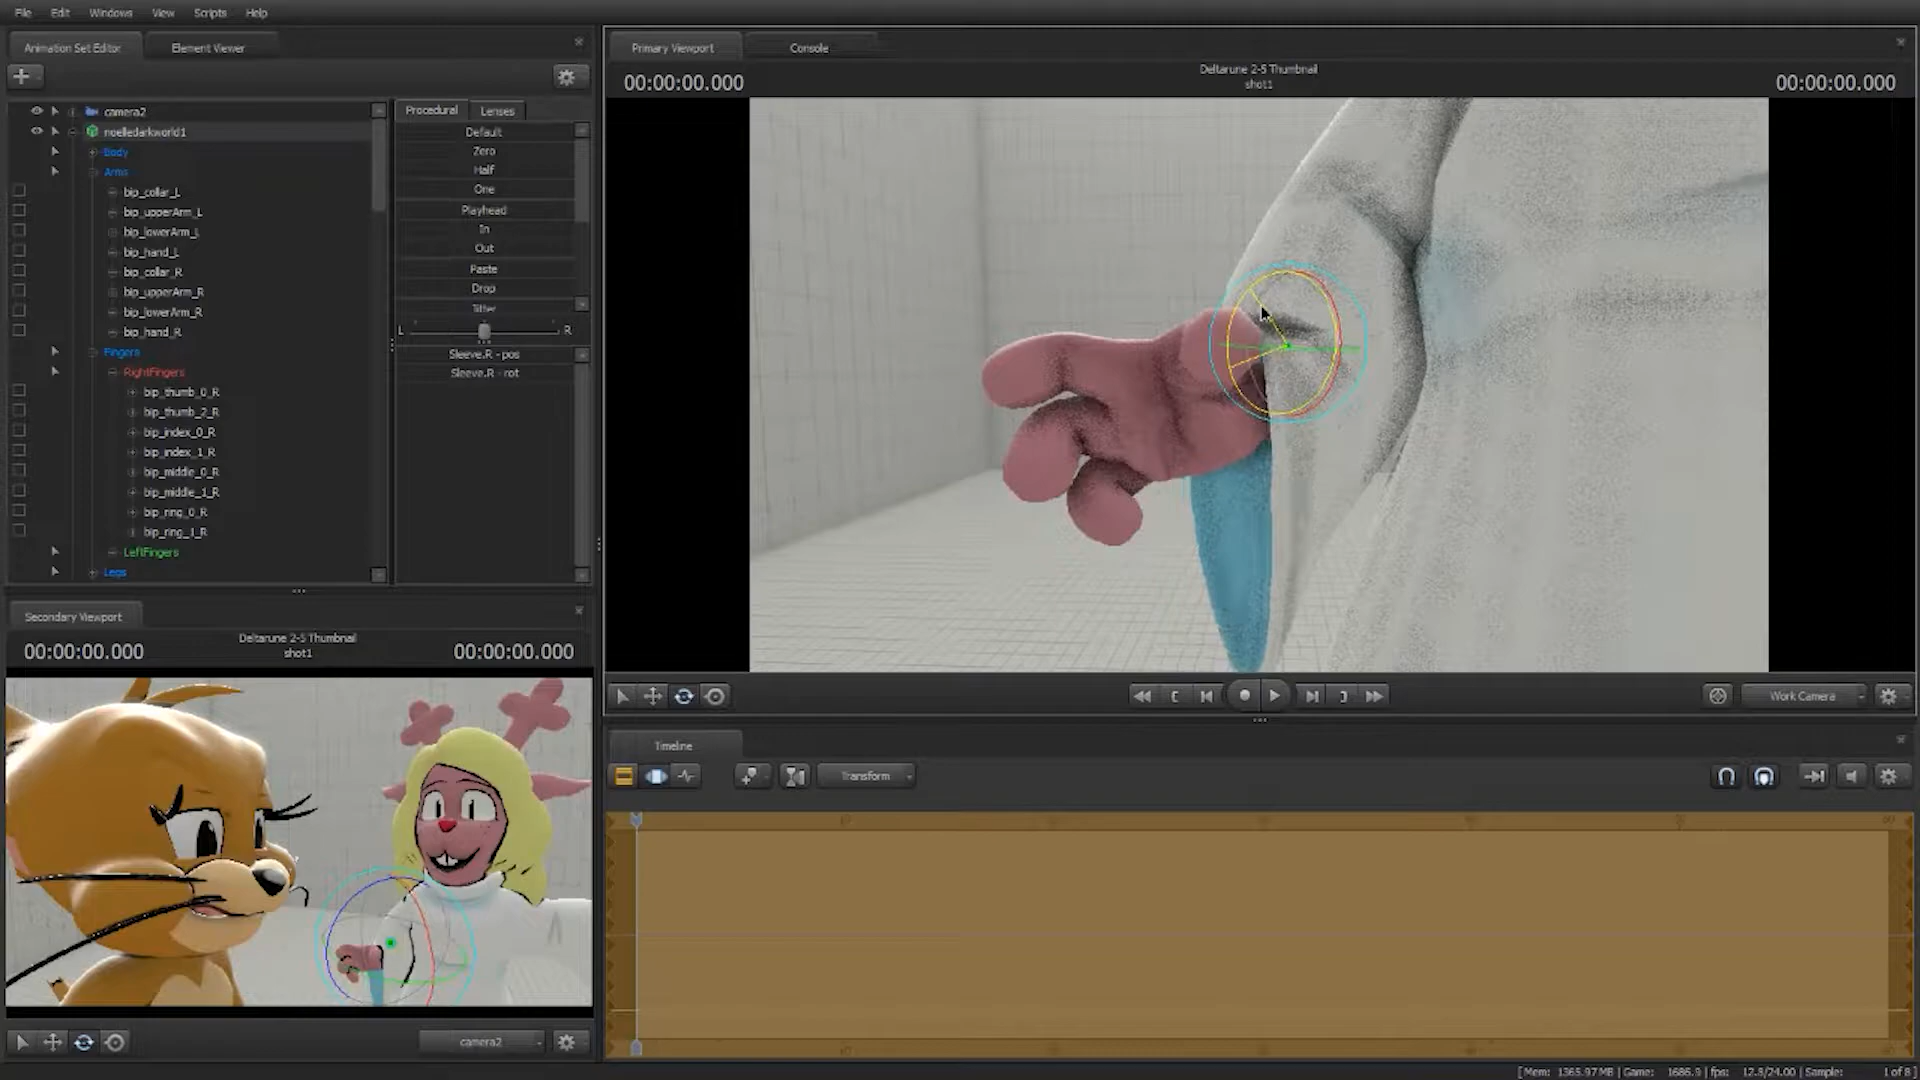 File Edit Windows View Scripts Help
Animation Set Editor Element Viewer
Primary Viewport Console
00:00:00.000
Deltarune 2-5 Thumbnail
shot1
00:00:00.000
camera2
noelledarkworld1
Body
Arms
bip_collar_L
bip_upperArm_L
bip_lowerArm_L
bip_hand_L
bip_collar_R
bip_upperArm_R
bip_lowerArm_R
bip_hand_R
Fingers
RightFingers
bip_thumb_0_R
bip_thumb_2_R
bip_index_0_R
bip_index_1_R
bip_middle_0_R
bip_middle_1_R
bip_ring_0_R
bip_ring_1_R
LeftFingers
Legs
Procedural Lenses
Default
Zero
Half
One
Playhead
In
Out
Paste
Drop
Jitter
L R
Sleeve.R - pos
Sleeve.R - rot
Secondary Viewport
00:00:00.000
Deltarune 2-5 Thumbnail
shot1
00:00:00.000
camera2
Work Camera
Timeline
Transform
[ Mem: 1365.97 MB | Game: 1686.9 | fps: 12.8/24.00 | Sample: 1 of 8 ]